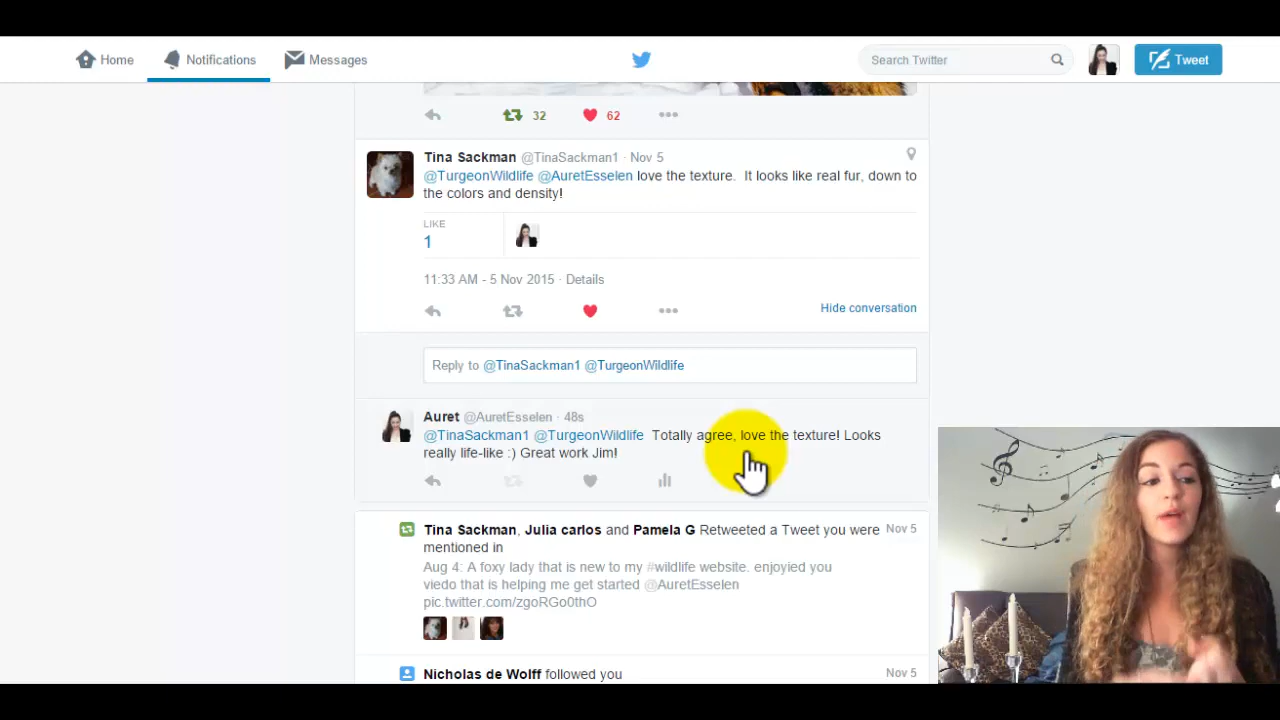 Home Notifications Messages Search Twitter Tweet
32 62
Tina Sackman @TinaSackman1 · Nov 5
@TurgeonWildlife @AuretEsselen love the texture. It looks like real fur, down to
the colors and density!
LIKE
1
11:33 AM - 5 Nov 2015 · Details
Hide conversation
Reply to @TinaSackman1 @TurgeonWildlife
Auret @AuretEsselen · 48s
@TinaSackman1 @TurgeonWildlife Totally agree, love the texture! Looks
really life-like :) Great work Jim!
Tina Sackman, Julia carlos and Pamela G Retweeted a Tweet you were Nov 5
mentioned in
Aug 4: A foxy lady that is new to my #wildlife website. enjoyied you
viedo that is helping me get started @AuretEsselen
pic.twitter.com/zgoRGo0thO
Nicholas de Wolff followed you Nov 5